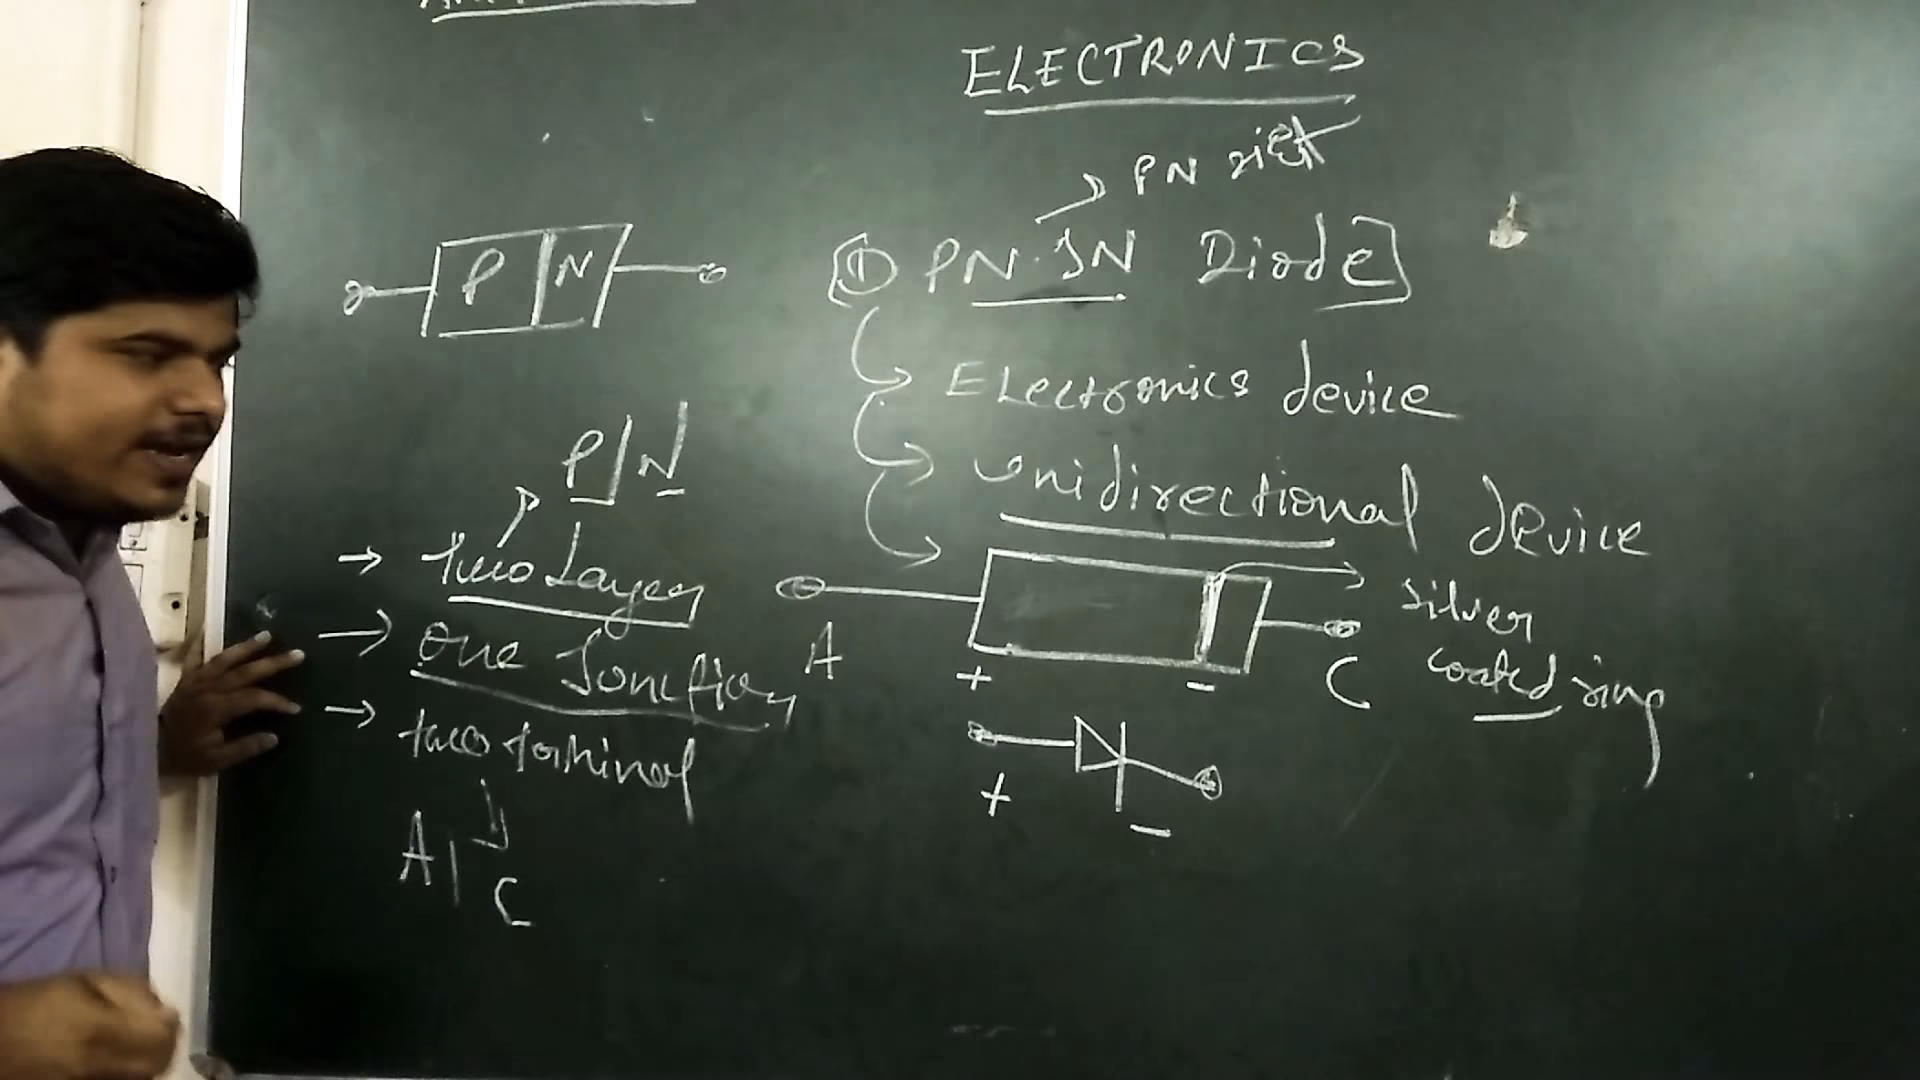 ELECTRONICS
PN
① PN JN Diode
P N
Electronics device
unidirectional device
P N
→ two Layer
→ one Junction
→ two terminal
A, C
A
+ -
C
silver
coated ring
+
-